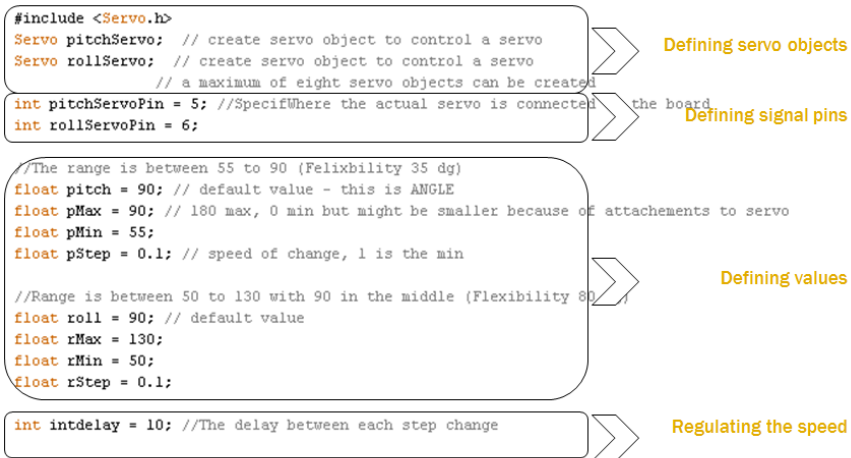 #include <Servo.h>
Servo pitchServo;  // create servo object to control a servo
Servo rollServo;  // create servo object to control a servo
// a maximum of eight servo objects can be created
Defining servo objects
int pitchServoPin = 5; //SpecifWhere the actual servo is connected the board
int rollServoPin = 6;
Defining signal pins
//The range is between 55 to 90 (Felixbility 35 dg)
float pitch = 90; // default value - this is ANGLE
float pMax = 90; // 180 max, 0 min but might be smaller because of attachements to servo
float pMin = 55;
float pStep = 0.1; // speed of change, 1 is the min
//Range is between 50 to 130 with 90 in the middle (Flexibility 80
float roll = 90; // default value
float rMax = 130;
float rMin = 50;
float rStep = 0.1;
Defining values
int intdelay = 10; //The delay between each step change
Regulating the speed